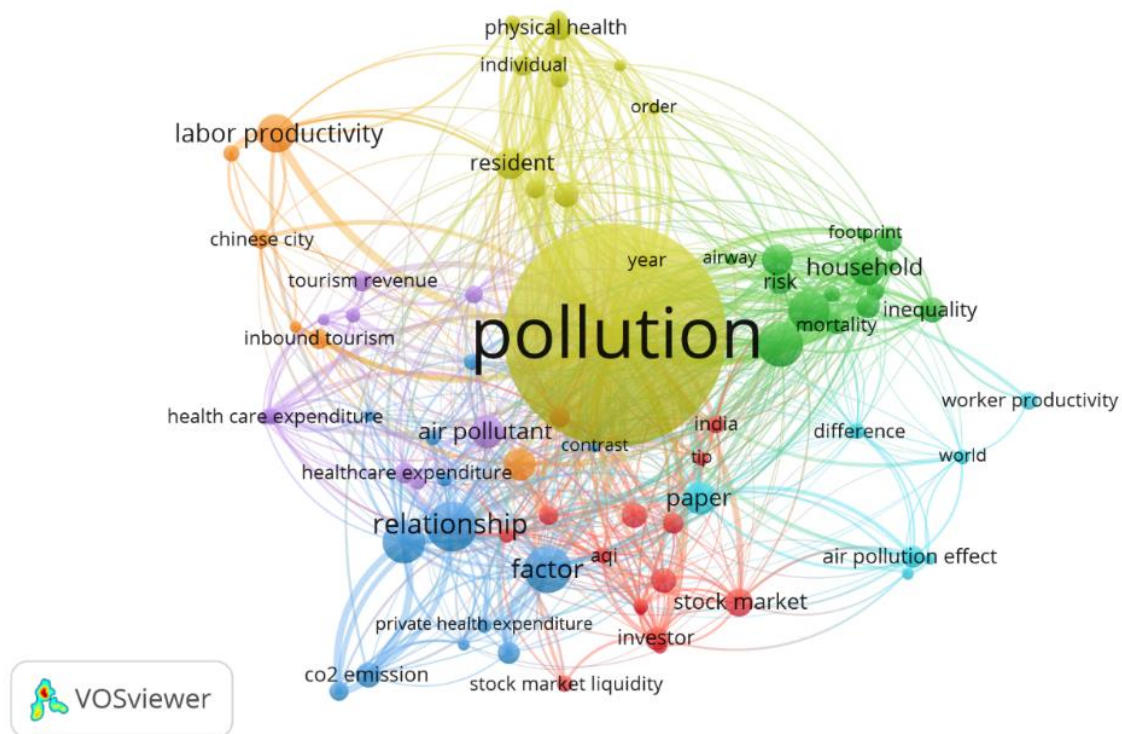 physical health
individual
order
labor productivity
resident
chinese city
footprint
year
airway
household
risk
tourism revenue
inequality
mortality
pollution
inbound tourism
worker productivity
health care expenditure
india
air pollutant
difference
contrast
tip
world
healthcare expenditure
paper
relationship
aqi
air pollution effect
factor
stock market
private health expenditure
investor
co2 emission
stock market liquidity
VOSviewer